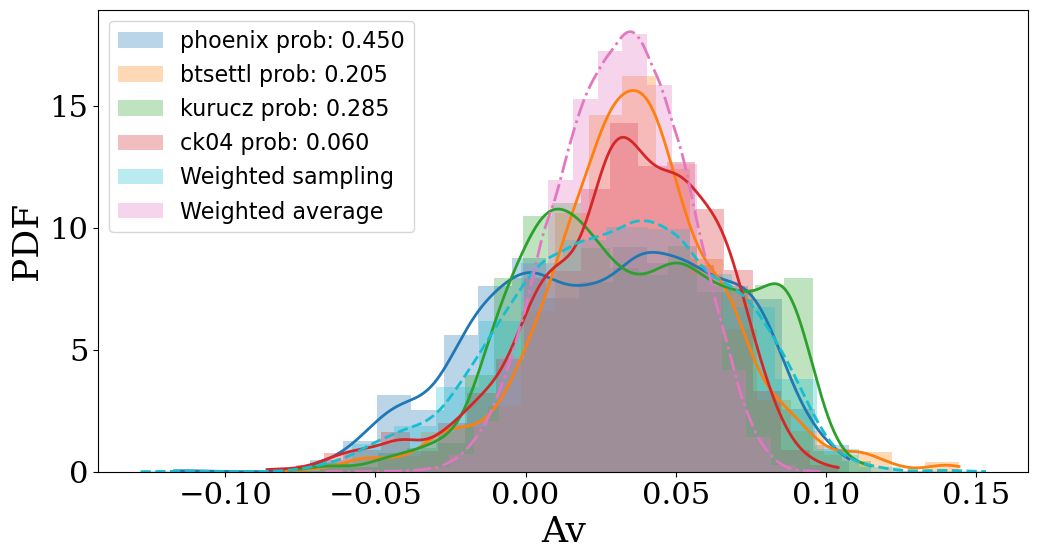 phoenix prob: 0.450
btsettl prob: 0.205
kurucz prob: 0.285
ck04 prob: 0.060
Weighted sampling
Weighted average
PDF
15
10
5
0
−0.10 −0.05 0.00 0.05 0.10 0.15
Av